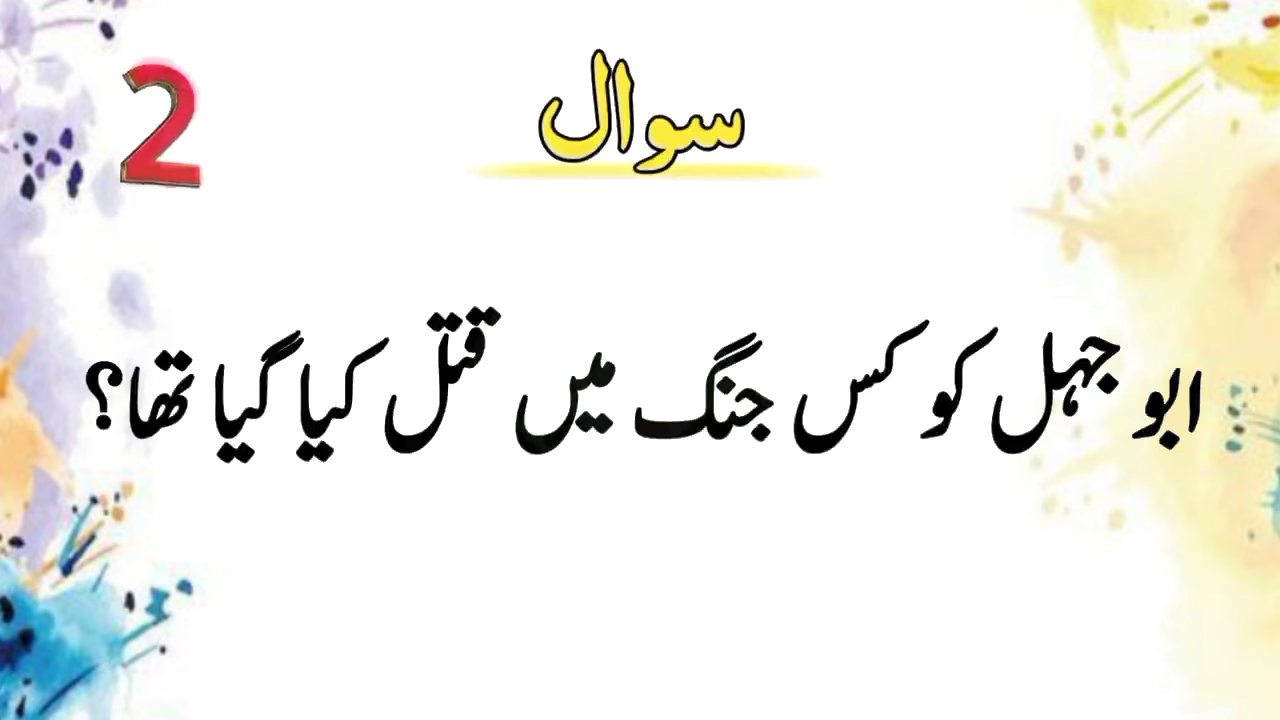 سوال
2
ابو جہل کو کس جنگ میں قتل کیا گیا تھا؟